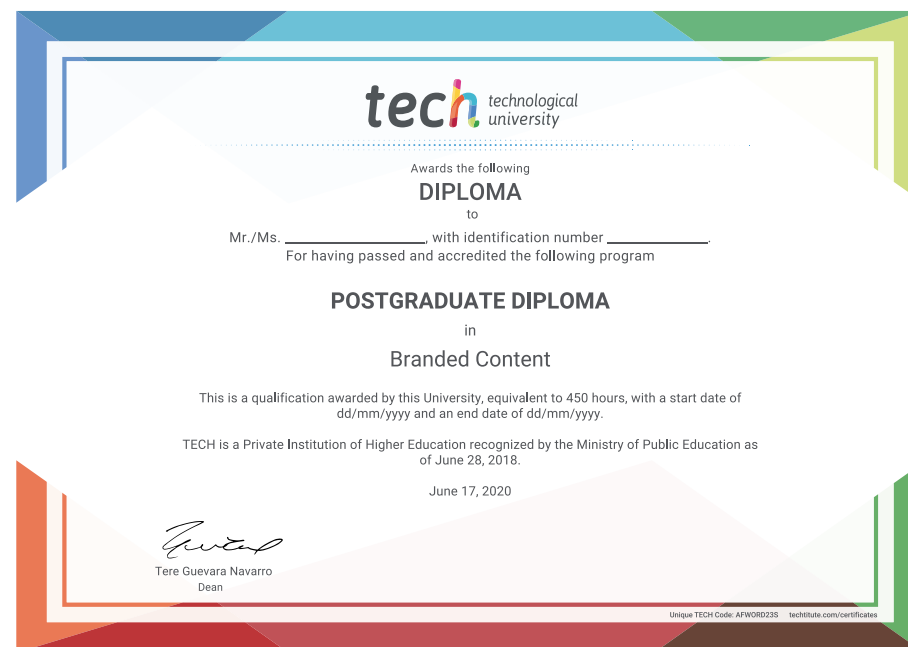 tech technological
university
Awards the following
DIPLOMA
to
Mr./Ms. ____________________, with identification number ______________.
For having passed and accredited the following program
POSTGRADUATE DIPLOMA
in
Branded Content
This is a qualification awarded by this University, equivalent to 450 hours, with a start date of
dd/mm/yyyy and an end date of dd/mm/yyyy.
TECH is a Private Institution of Higher Education recognized by the Ministry of Public Education as
of June 28, 2018.
June 17, 2020
Tere Guevara Navarro
Dean
Unique TECH Code: AFWORD23S techtitute.com/certificates